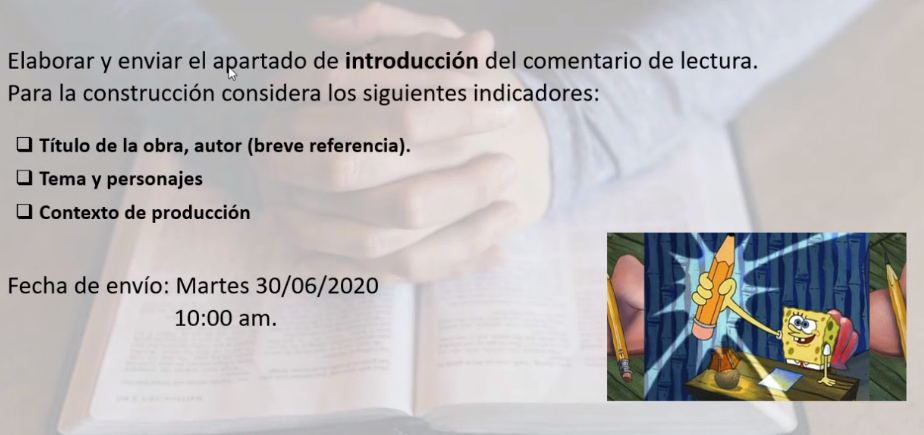 Elaborar y enviar el apartado de introducción del comentario de lectura.
Para la construcción considera los siguientes indicadores:
❑ Título de la obra, autor (breve referencia).
❑ Tema y personajes
❑ Contexto de producción
Fecha de envío: Martes 30/06/2020
10:00 am.